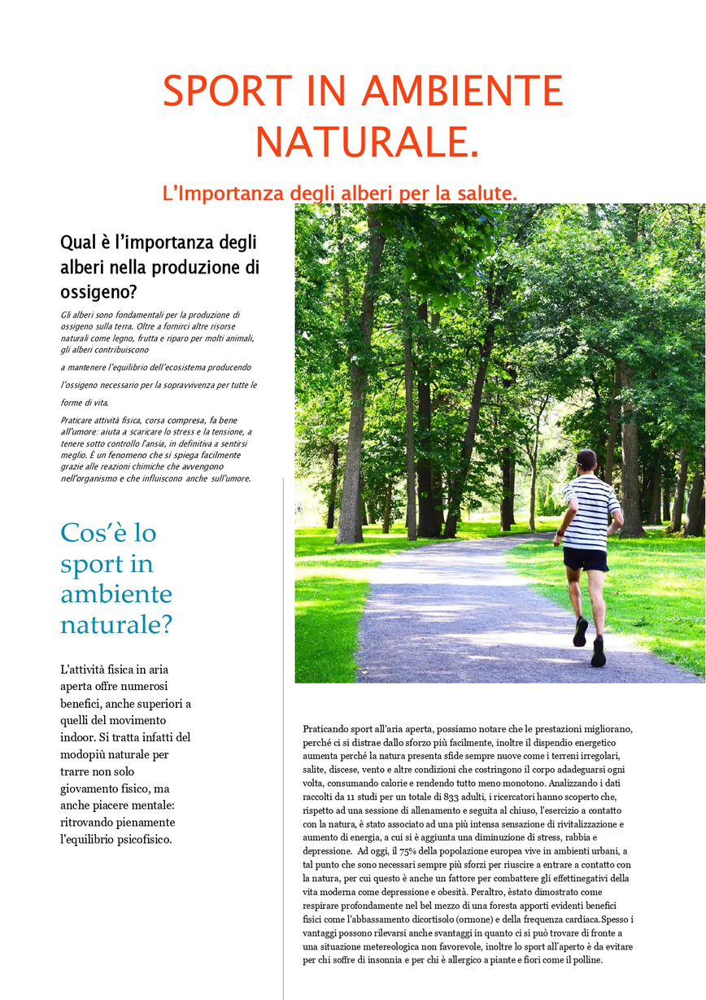 SPORT IN AMBIENTE
NATURALE.
L’Importanza degli alberi per la salute.
Qual è l’importanza degli
alberi nella produzione di
ossigeno?
Gli alberi sono fondamentali per la produzione di
ossigeno sulla terra. Oltre a fornirci altre risorse
naturali come legno, frutta e riparo per molti animali,
gli alberi contribuiscono
a mantenere l’equilibrio dell’ecosistema producendo
l’ossigeno necessario per la sopravvivenza per tutte le
forme di vita.
Praticare attività fisica, corsa compresa, fa bene
all'umore: aiuta a scaricare lo stress e la tensione, a
tenere sotto controllo l'ansia, in definitiva a sentirsi
meglio. È un fenomeno che si spiega facilmente
grazie alle reazioni chimiche che avvengono
nell'organismo e che influiscono anche sull'umore.
Cos’è lo
sport in
ambiente
naturale?
L'attività fisica in aria
aperta offre numerosi
benefici, anche superiori a
quelli del movimento
indoor. Si tratta infatti del
modopiù naturale per
trarre non solo
giovamento fisico, ma
anche piacere mentale:
ritrovando pienamente
l'equilibrio psicofisico.
Praticando sport all'aria aperta, possiamo notare che le prestazioni migliorano,
perché ci si distrae dallo sforzo più facilmente, inoltre il dispendio energetico
aumenta perché la natura presenta sfide sempre nuove come i terreni irregolari,
salite, discese, vento e altre condizioni che costringono il corpo adadeguarsi ogni
volta, consumando calorie e rendendo tutto meno monotono. Analizzando i dati
raccolti da 11 studi per un totale di 833 adulti, i ricercatori hanno scoperto che,
rispetto ad una sessione di allenamento e seguita al chiuso, l'esercizio a contatto
con la natura, è stato associato ad una più intensa sensazione di rivitalizzazione e
aumento di energia, a cui si è aggiunta una diminuzione di stress, rabbia e
depressione.  Ad oggi, il 75% della popolazione europea vive in ambienti urbani, a
tal punto che sono necessari sempre più sforzi per riuscire a entrare a contatto con
la natura, per cui questo è anche un fattore per combattere gli effettinegativi della
vita moderna come depressione e obesità. Peraltro, èstato dimostrato come
respirare profondamente nel bel mezzo di una foresta apporti evidenti benefici
fisici come l'abbassamento dicortisolo (ormone) e della frequenza cardiaca.Spesso i
vantaggi possono rilevarsi anche svantaggi in quanto ci si può trovare di fronte a
una situazione metereologica non favorevole, inoltre lo sport all’aperto è da evitare
per chi soffre di insonnia e per chi è allergico a piante e fiori come il polline.